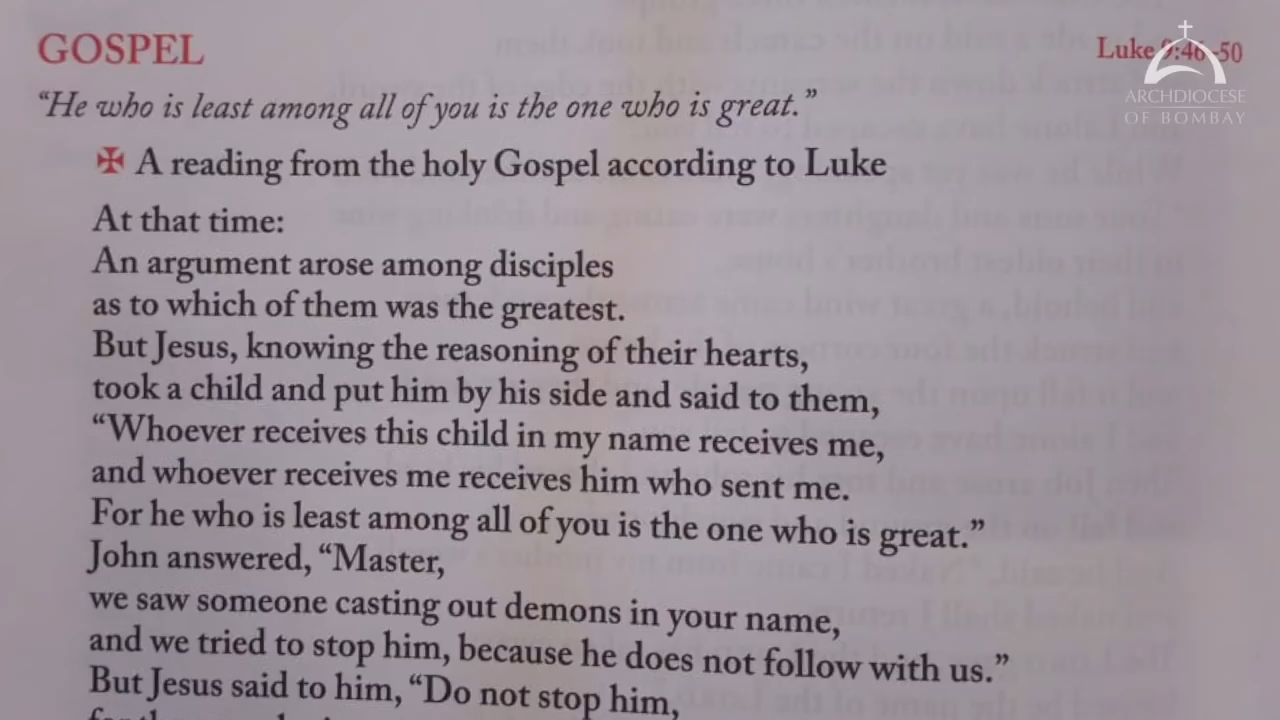 GOSPEL
Luke 9:46-50
ARCHDIOCESE
OF BOMBAY
“He who is least among all of you is the one who is great.”
✠ A reading from the holy Gospel according to Luke
At that time:
An argument arose among disciples
as to which of them was the greatest.
But Jesus, knowing the reasoning of their hearts,
took a child and put him by his side and said to them,
“Whoever receives this child in my name receives me,
and whoever receives me receives him who sent me.
For he who is least among all of you is the one who is great.”
John answered, “Master,
we saw someone casting out demons in your name,
and we tried to stop him, because he does not follow with us.”
But Jesus said to him, “Do not stop him,